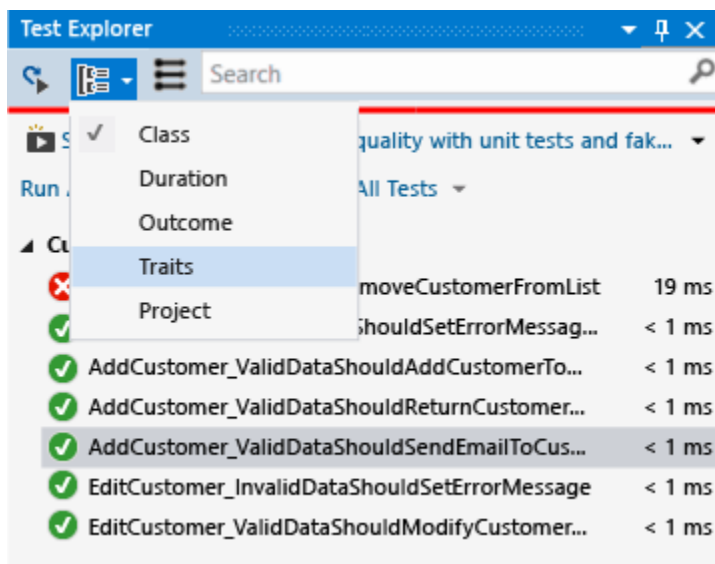 Test Explorer
Search
Class
S quality with unit tests and fak...
Duration
Run All Tests
Outcome
Traits
moveCustomerFromList 19 ms
Project
ShouldSetErrorMessag... < 1 ms
AddCustomer_ValidDataShouldAddCustomerTo... < 1 ms
AddCustomer_ValidDataShouldReturnCustomer... < 1 ms
AddCustomer_ValidDataShouldSendEmailToCus... < 1 ms
EditCustomer_InvalidDataShouldSetErrorMessage < 1 ms
EditCustomer_ValidDataShouldModifyCustomer... < 1 ms